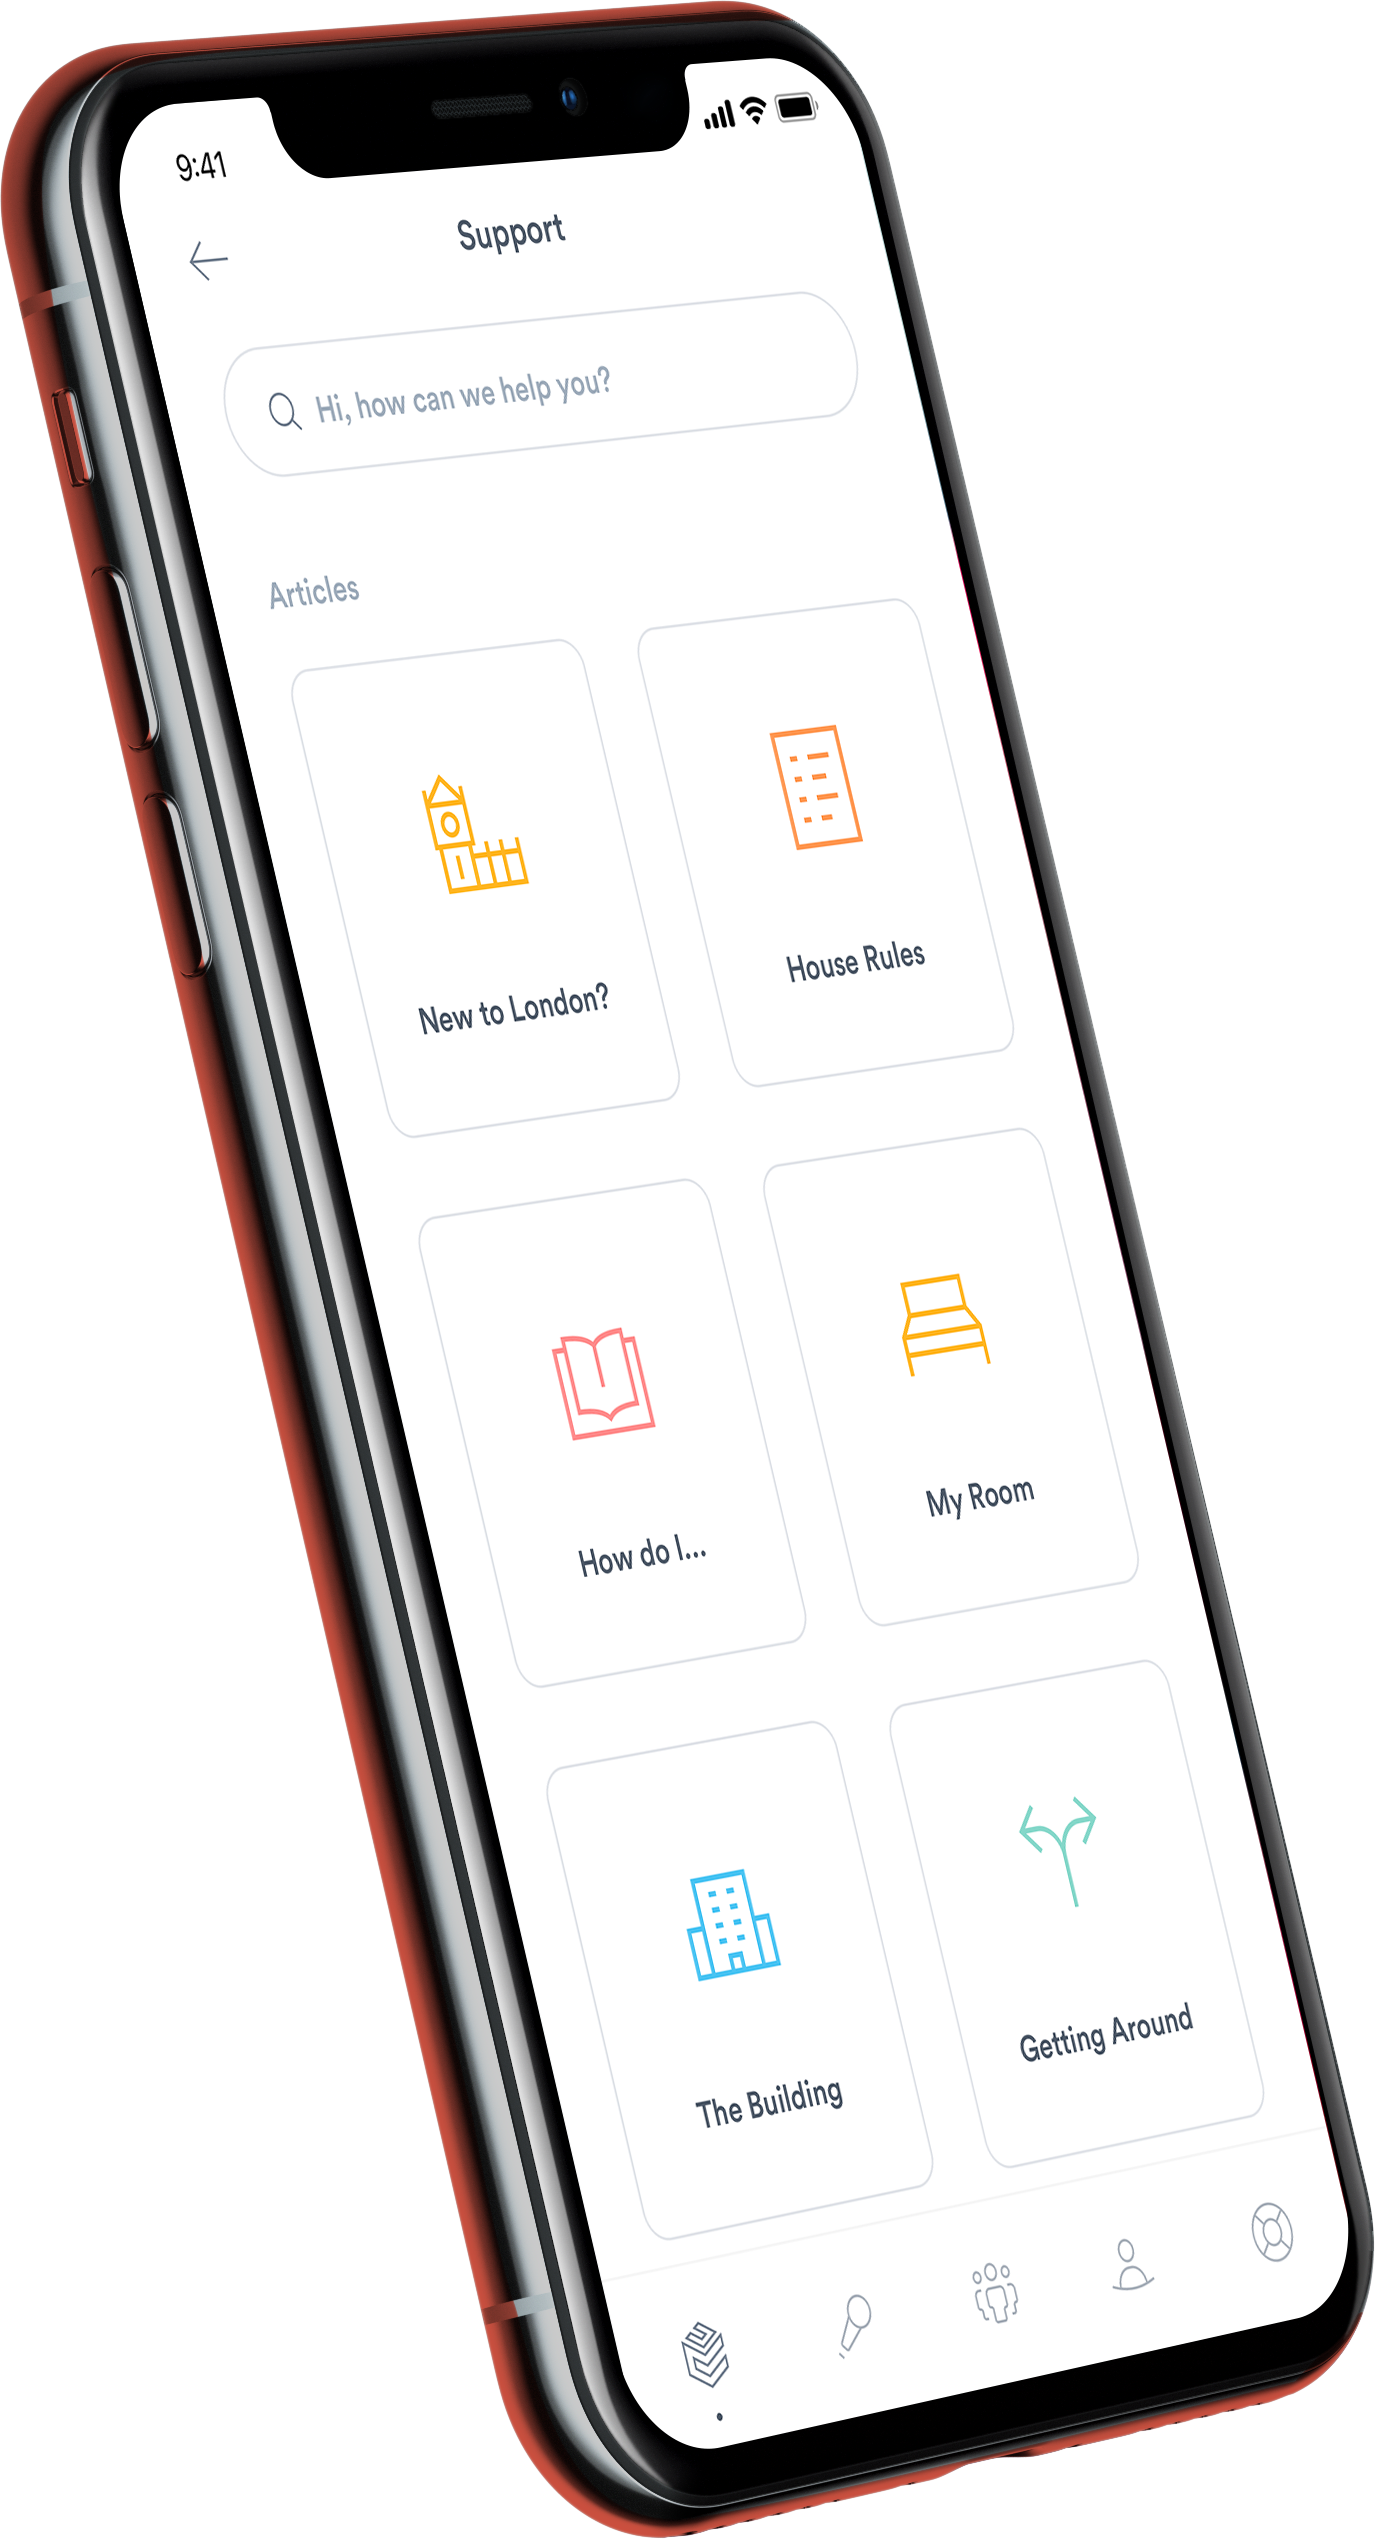 9:41
Support
Hi, how can we help you?
Articles
New to London?
House Rules
How do I...
My Room
The Building
Getting Around